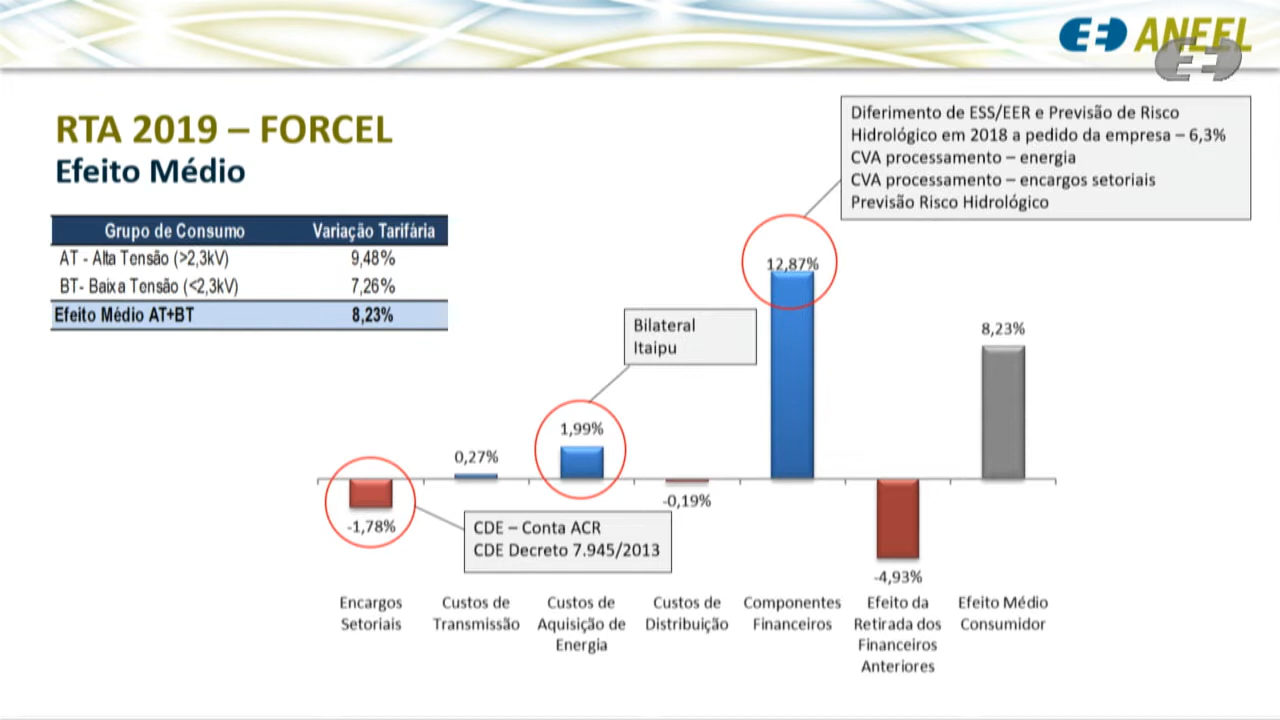 ANEEL
RTA 2019 – FORCEL
Efeito Médio
Grupo de Consumo Variação Tarifária
AT - Alta Tensão (>2,3kV) 9,48%
BT- Baixa Tensão (<2,3kV) 7,26%
Efeito Médio AT+BT 8,23%
Diferimento de ESS/EER e Previsão de Risco
Hidrológico em 2018 a pedido da empresa – 6,3%
CVA processamento – energia
CVA processamento – encargos setoriais
Previsão Risco Hidrológico
Bilateral
Itaipu
CDE – Conta ACR
CDE Decreto 7.945/2013
-1,78%
0,27%
1,99%
-0,19%
12,87%
-4,93%
8,23%
Encargos
Setoriais
Custos de
Transmissão
Custos de
Aquisição de
Energia
Custos de
Distribuição
Componentes
Financeiros
Efeito da
Retirada dos
Financeiros
Anteriores
Efeito Médio
Consumidor